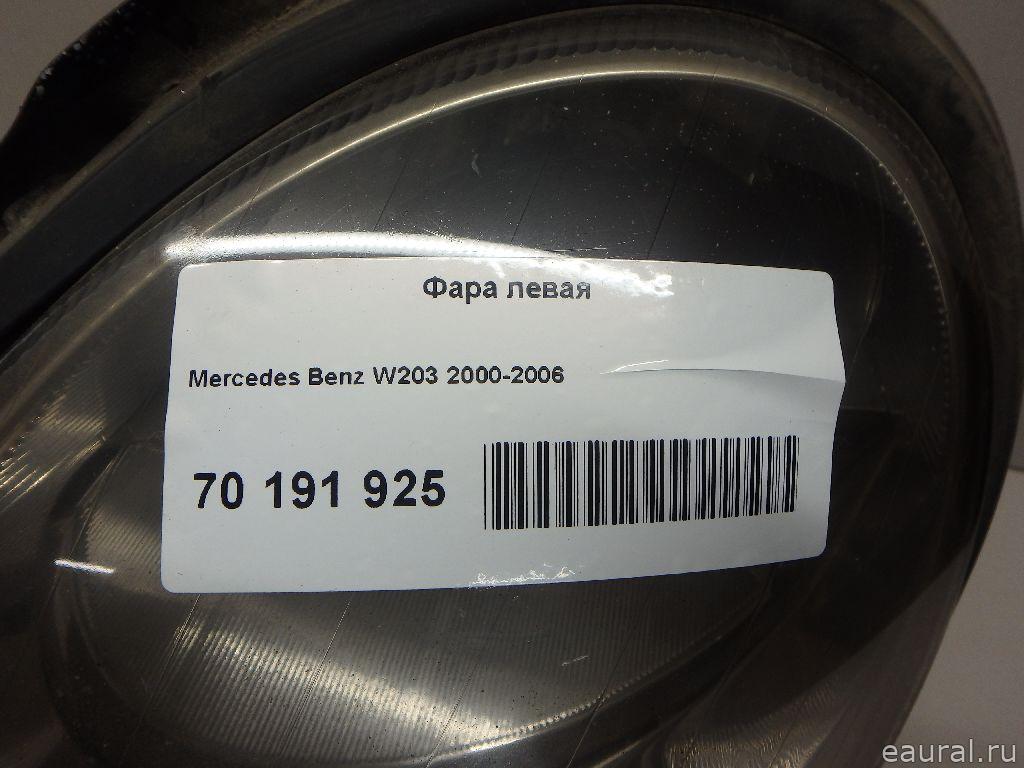 Фара левая
Mercedes Benz W203 2000-2006
70 191 925
eaural.ru